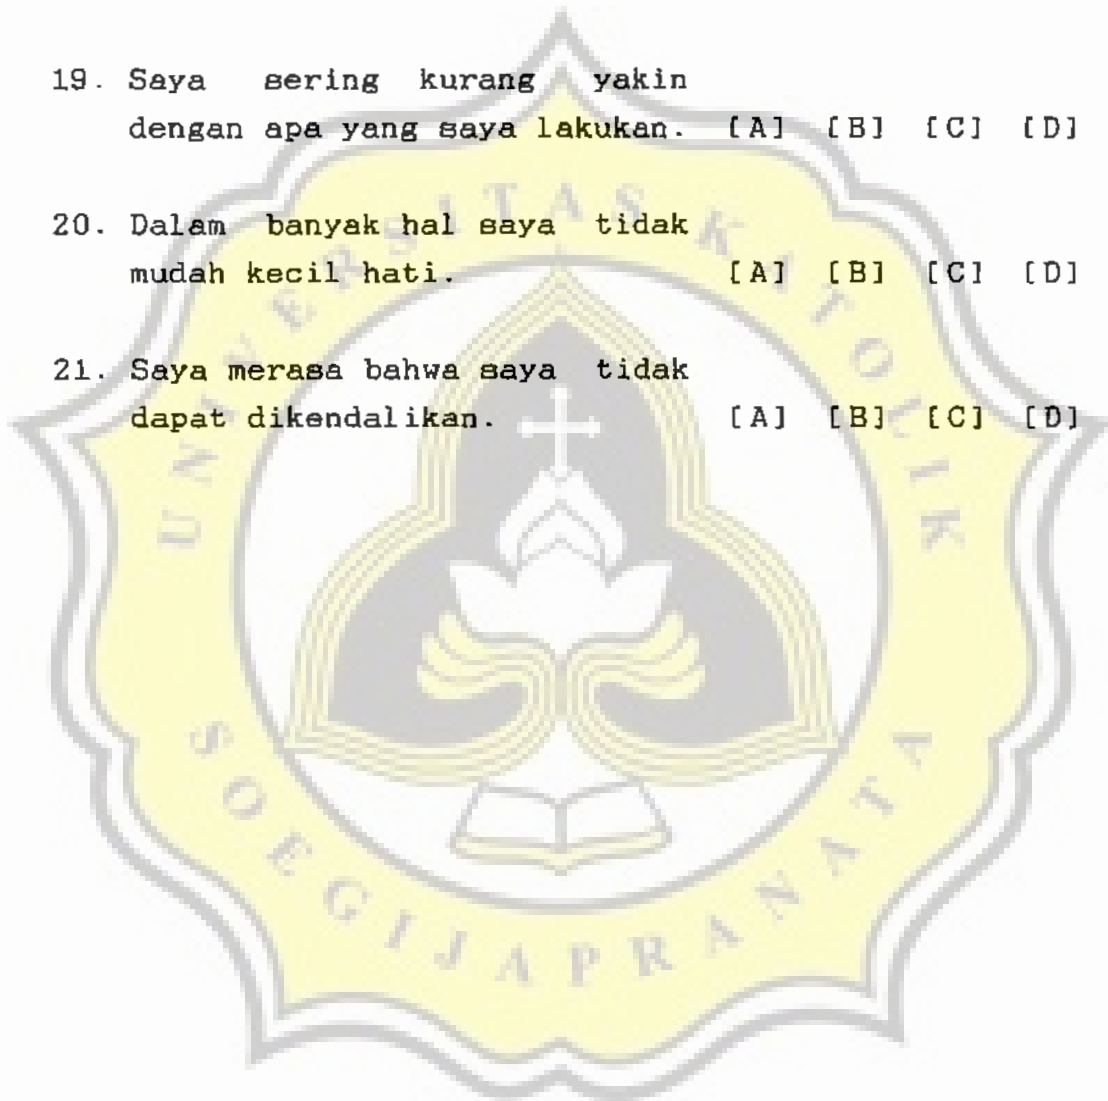 19. Saya sering kurang yakin
dengan apa yang saya lakukan. [A] [B] [C] [D]
20. Dalam banyak hal saya tidak
mudah kecil hati. [A] [B] [C] [D]
21. Saya merasa bahwa saya tidak
dapat dikendalikan. [A] [B] [C] [D]
UNIVERSITAS KATOLIK
SOEGIJAPRANATA